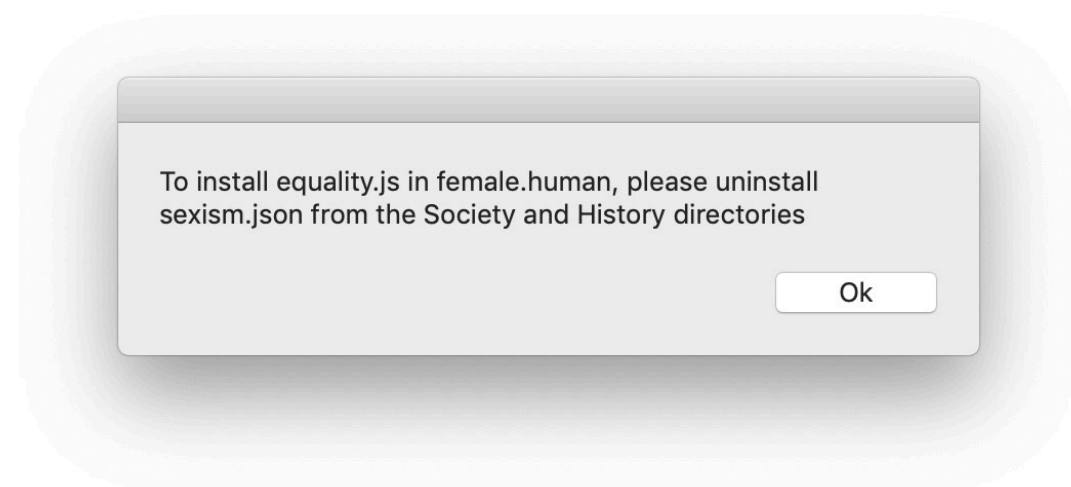 To install equality.js in female.human, please uninstall
sexism.json from the Society and History directories
Ok